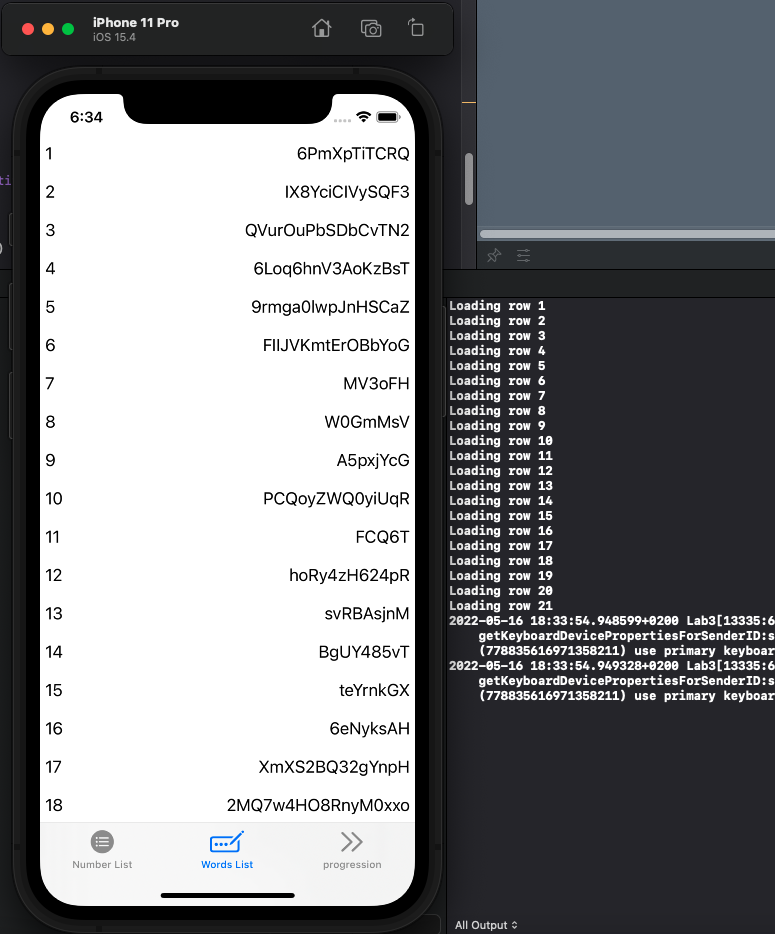 iPhone 11 Pro
iOS 15.4
6:34
1 6PmXpTiTCRQ
2 IX8YciCIVySQF3
3 QVurOuPbSDbCvTN2
4 6Loq6hnV3AoKzBsT
5 9rmga0lwpJnHSCaZ
6 FIIJVKmtErOBbYoG
7 MV3oFH
8 W0GmMsV
9 A5pxjYcG
10 PCQoyZWQ0yiUqR
11 FCQ6T
12 hoRy4zH624pR
13 svRBAsjnM
14 BgUY485vT
15 teYrnkGX
16 6eNyksAH
17 XmXS2BQ32gYnpH
18 2MQ7w4HO8RnyM0xxo
Number List
Words List
progression
ti
)
Loading row 1
Loading row 2
Loading row 3
Loading row 4
Loading row 5
Loading row 6
Loading row 7
Loading row 8
Loading row 9
Loading row 10
Loading row 11
Loading row 12
Loading row 13
Loading row 14
Loading row 15
Loading row 16
Loading row 17
Loading row 18
Loading row 19
Loading row 20
Loading row 21
2022-05-16 18:33:54.948599+0200 Lab3[13335:6
getKeyboardDevicePropertiesForSenderID:s
(778835616971358211) use primary keyboar
2022-05-16 18:33:54.949328+0200 Lab3[13335:6
getKeyboardDevicePropertiesForSenderID:s
(778835616971358211) use primary keyboar
All Output